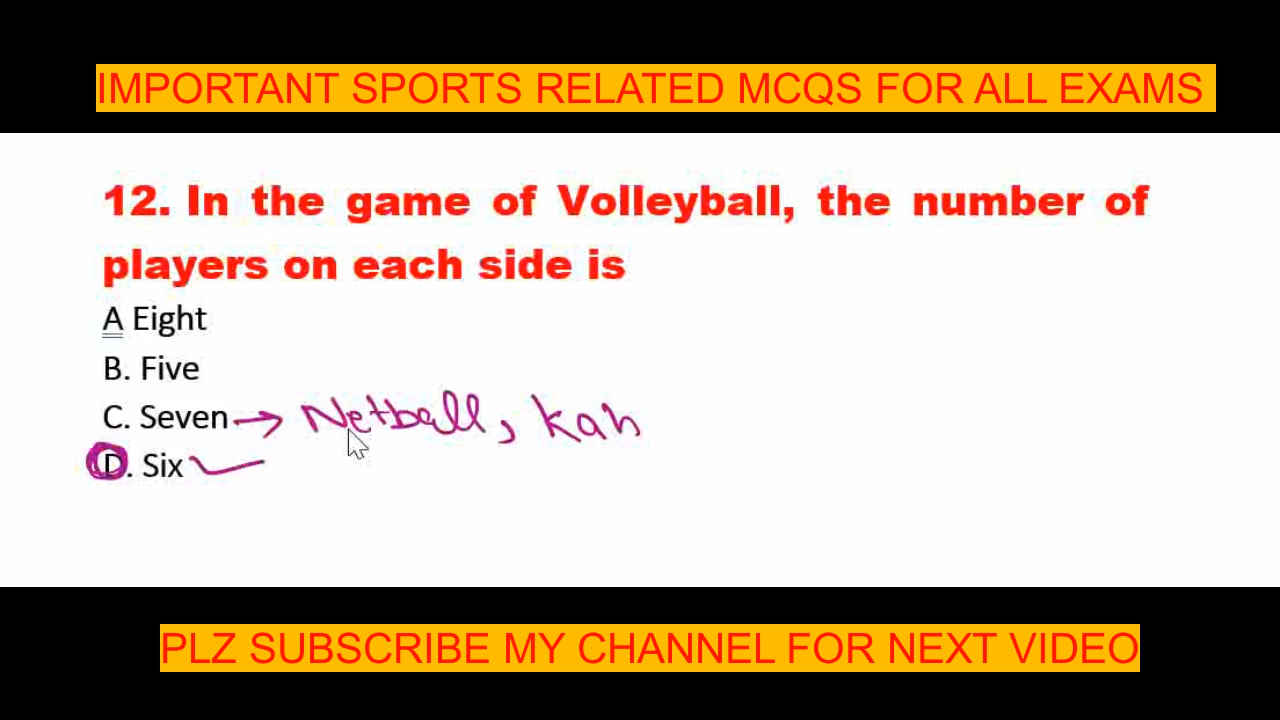 IMPORTANT SPORTS RELATED MCQS FOR ALL EXAMS
12. In the game of Volleyball, the number of
players on each side is
A Eight
B. Five
C. Seven → Netball, Kah
D. Six
PLZ SUBSCRIBE MY CHANNEL FOR NEXT VIDEO